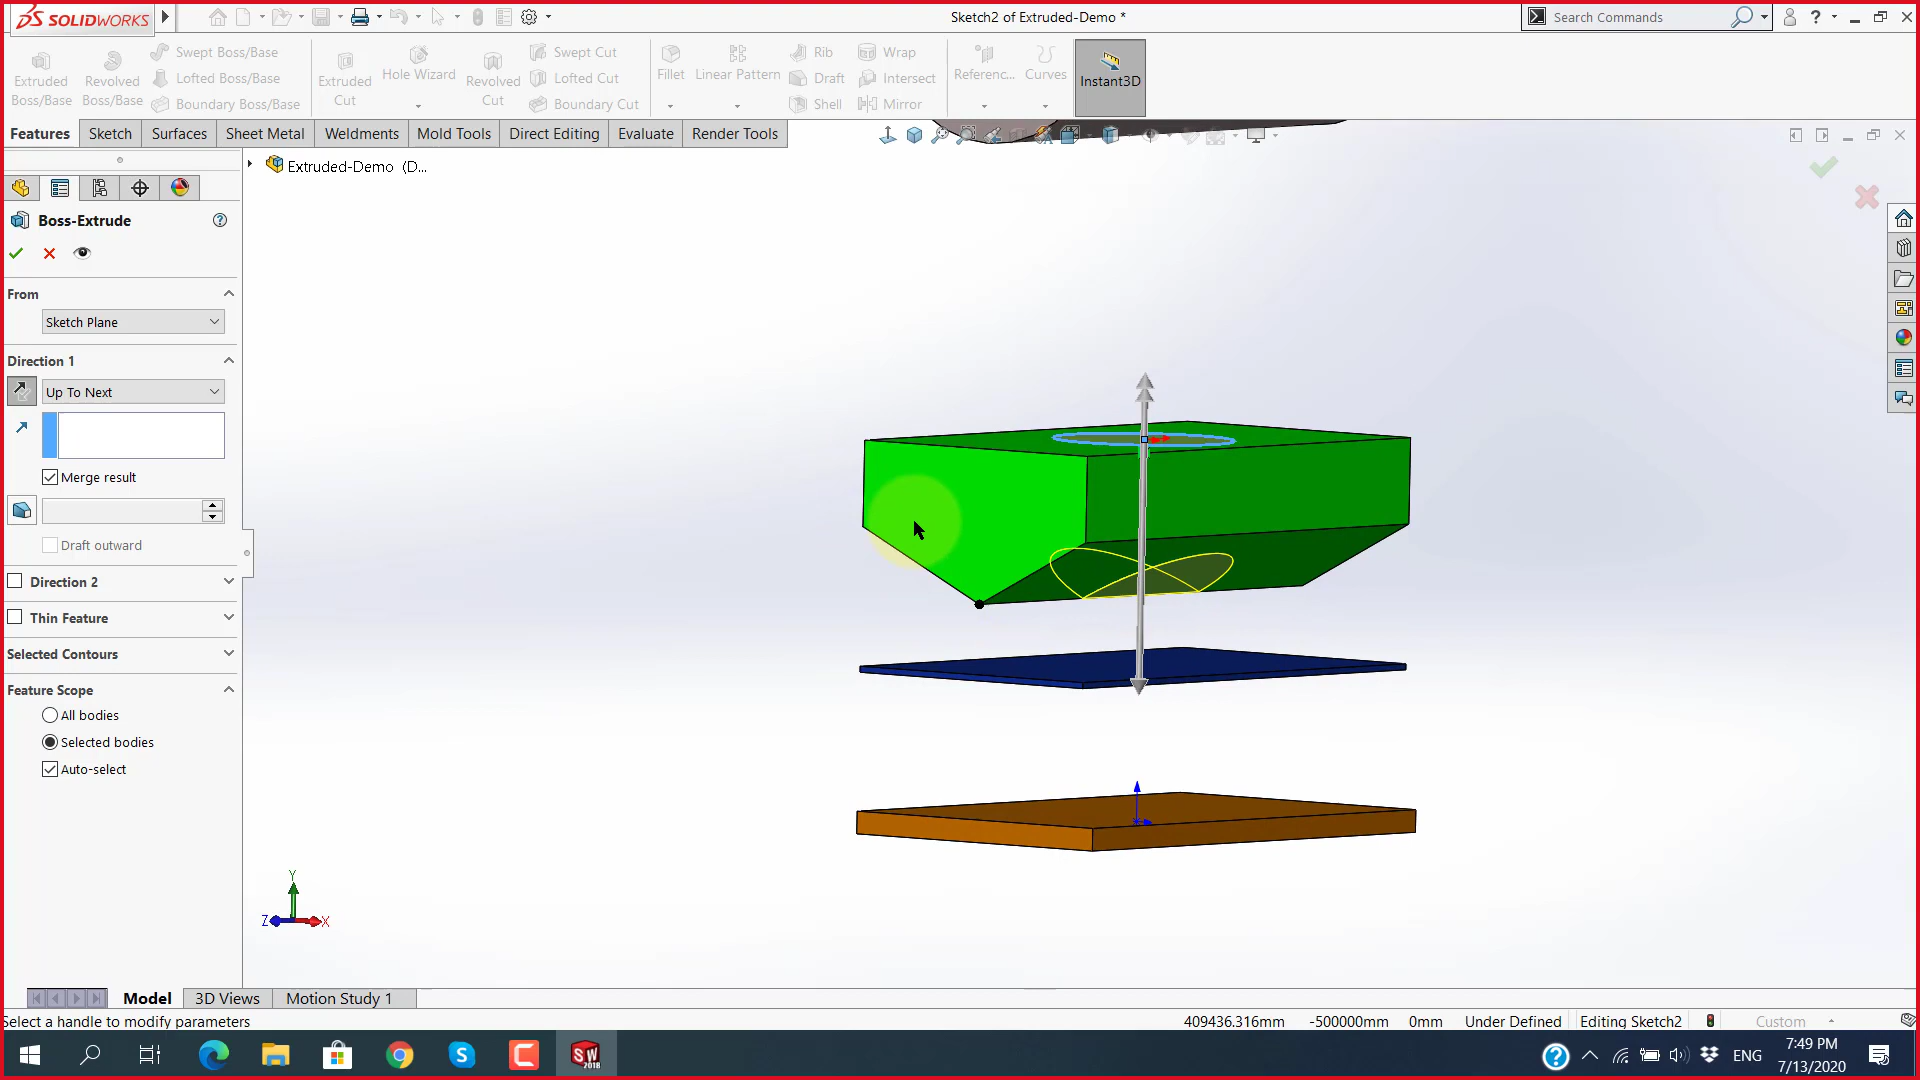 SOLIDWORKS
Sketch2 of Extruded-Demo *
Search Commands
Extruded Boss/Base
Revolved Boss/Base
Swept Boss/Base
Lofted Boss/Base
Boundary Boss/Base
Extruded Cut
Hole Wizard
Revolved Cut
Swept Cut
Lofted Cut
Boundary Cut
Fillet
Linear Pattern
Rib
Draft
Shell
Wrap
Intersect
Mirror
Referenc...
Curves
Instant3D
Features
Sketch
Surfaces
Sheet Metal
Weldments
Mold Tools
Direct Editing
Evaluate
Render Tools
Extruded-Demo (D...
Boss-Extrude
From
Sketch Plane
Direction 1
Up To Next
Merge result
Draft outward
Direction 2
Thin Feature
Selected Contours
Feature Scope
All bodies
Selected bodies
Auto-select
Y
Z
X
Model
3D Views
Motion Study 1
Select a handle to modify parameters
409436.316mm
-500000mm
0mm
Under Defined
Editing Sketch2
Custom
SW
2018
ENG
7:49 PM
7/13/2020